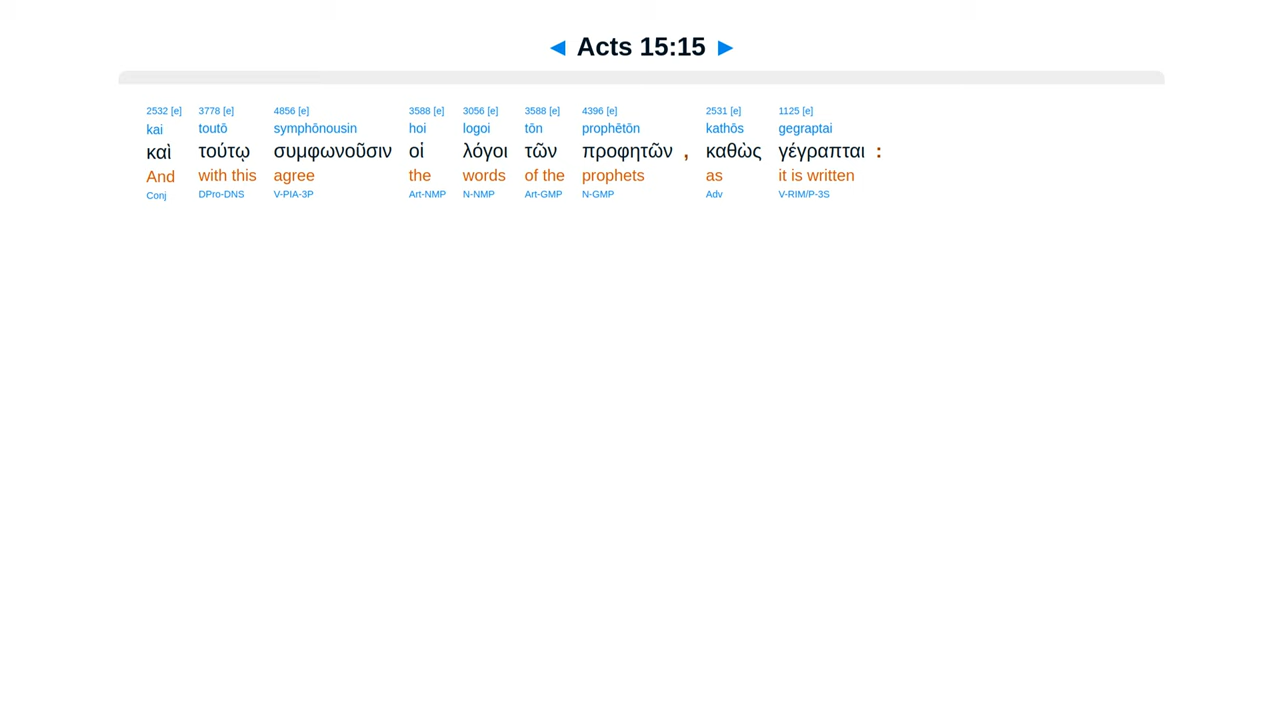 ◄ Acts 15:15 ►
2532 [e] 3778 [e] 4856 [e] 3588 [e] 3056 [e] 3588 [e] 4396 [e] 2531 [e] 1125 [e]
kai toutō symphōnousin hoi logoi tōn prophētōn kathōs gegraptai
καὶ τούτῳ συμφωνοῦσιν οἱ λόγοι τῶν προφητῶν , καθὼς γέγραπται :
And with this agree the words of the prophets as it is written
Conj DPro-DNS V-PIA-3P Art-NMP N-NMP Art-GMP N-GMP Adv V-RIM/P-3S